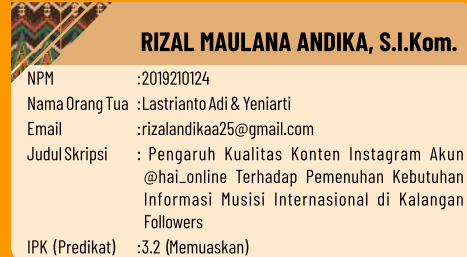 RIZAL MAULANA ANDIKA, S.I.Kom.
NPM :2019210124
Nama Orang Tua :Lastrianto Adi & Yeniarti
Email :rizalandikaa25@gmail.com
Judul Skripsi : Pengaruh Kualitas Konten Instagram Akun
@hai_online Terhadap Pemenuhan Kebutuhan
Informasi Musisi Internasional di Kalangan
Followers
IPK (Predikat) :3.2 (Memuaskan)